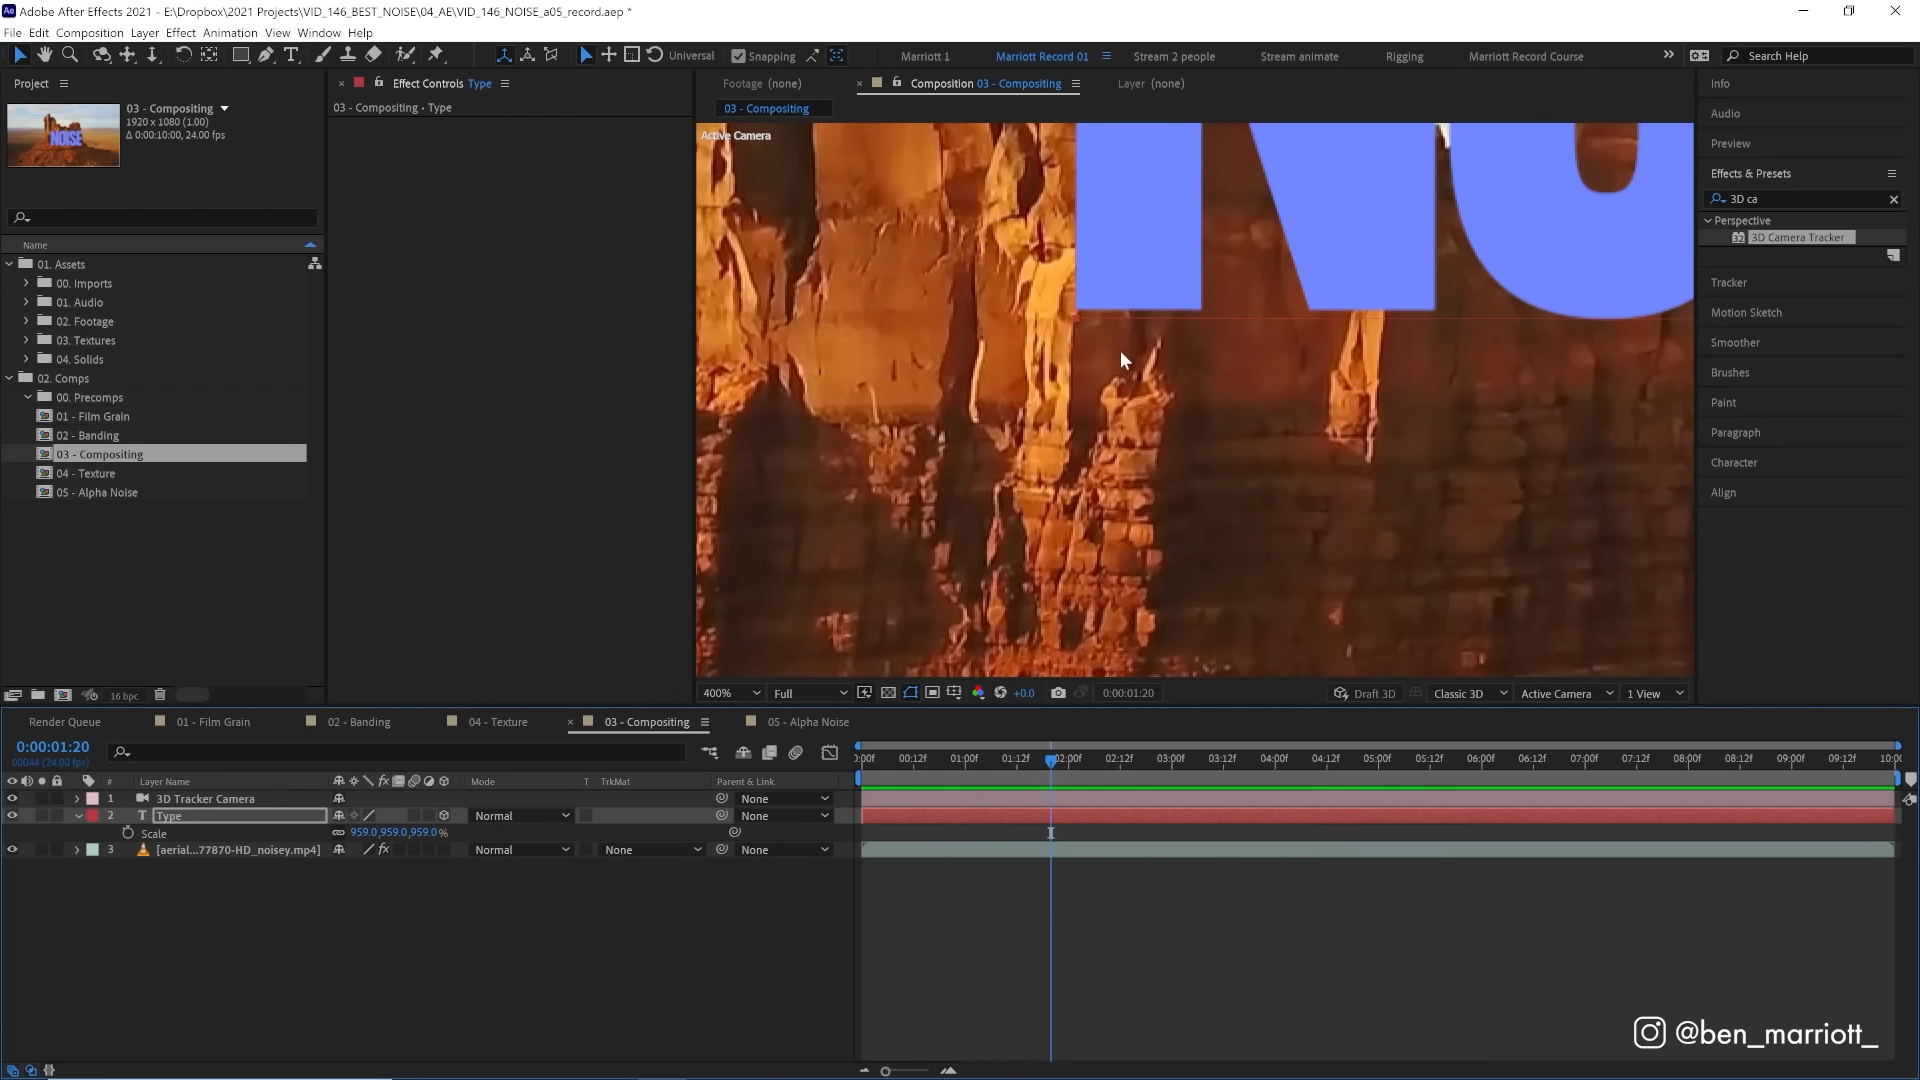 Adobe After Effects 2021 - E:\Dropbox\2021 Projects\VID_146_BEST_NOISE\04_AE\VID_146_NOISE_a05_record.aep *
File Edit Composition Layer Effect Animation View Window Help
Universal Snapping Marriott 1 Marriott Record 01 Stream 2 people Stream animate Rigging Marriott Record Course Search Help
Project Effect Controls Type Footage (none) Composition 03 - Compositing Layer (none) Info
03 - Compositing
1920 x 1080 (1.00)
Δ 0:00:10:00, 24.00 fps
NOISE
03 - Compositing • Type
03 - Compositing
Active Camera
Audio
Preview
Effects & Presets
3D ca
Perspective
32 3D Camera Tracker
Tracker
Motion Sketch
Smoother
Brushes
Paint
Paragraph
Character
Align
Name
01. Assets
00. Imports
01. Audio
02. Footage
03. Textures
04. Solids
02. Comps
00. Precomps
01 - Film Grain
02 - Banding
03 - Compositing
04 - Texture
05 - Alpha Noise
16 bpc
400% Full +0.0 0:00:01:20 Draft 3D Classic 3D Active Camera 1 View
Render Queue 01 - Film Grain 02 - Banding 04 - Texture 03 - Compositing 05 - Alpha Noise
0:00:01:20
00044 (24.00 fps)
:00f 00:12f 01:00f 01:12f 02:00f 02:12f 03:00f 03:12f 04:00f 04:12f 05:00f 05:12f 06:00f 06:12f 07:00f 07:12f 08:00f 08:12f 09:00f 09:12f 10:00
# Layer Name Mode T TrkMat Parent & Link
1 3D Tracker Camera None
2 T Type Normal None
Scale 959.0,959.0,959.0%
3 [aerial...77870-HD_noisey.mp4] Normal None None
@ben_marriott_